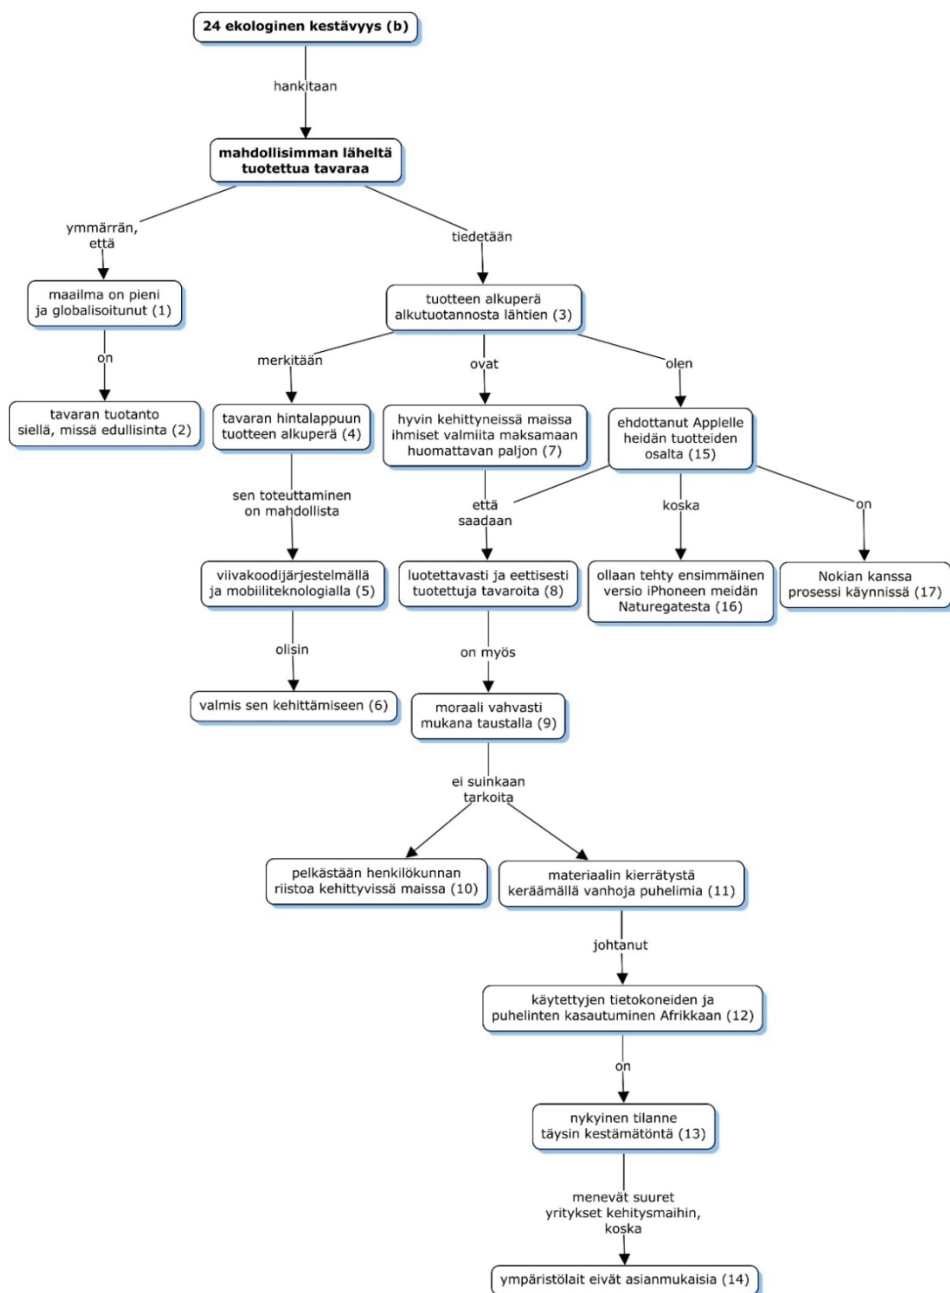 24 ekologinen kestävyys (b)
hankitaan
mahdollisimman läheltä
tuotettua tavaraa
ymmärrän,
että
tiedetään
maailma on pieni
ja globalisoitunut (1)
tuotteen alkuperä
alkutuotannosta lähtien (3)
on
merkitään
ovat
olen
tavaran tuotanto
siellä, missä edullisinta (2)
tavaran hintalappuun
tuotteen alkuperä (4)
hyvin kehittyneissä maissa
ihmiset valmiita maksamaan
huomattavan paljon (7)
ehdottanut Applelle
heidän tuotteiden
osalta (15)
sen toteuttaminen
on mahdollista
että
saadaan
koska
on
viivakoodijärjestelmällä
ja mobiiliteknologialla (5)
luotettavasti ja eettisesti
tuotettuja tavaroita (8)
ollaan tehty ensimmäinen
versio iPhoneen meidän
Naturegatesta (16)
Nokian kanssa
prosessi käynnissä (17)
olisin
on myös
valmis sen kehittämiseen (6)
moraali vahvasti
mukana taustalla (9)
ei suinkaan
tarkoita
pelkästään henkilökunnan
riistoa kehittyvissä maissa (10)
materiaalin kierrätystä
keräämällä vanhoja puhelimia (11)
johtanut
käytettyjen tietokoneiden ja
puhelinten kasautuminen Afrikkaan (12)
on
nykyinen tilanne
täysin kestämätöntä (13)
menevät suuret
yritykset kehitysmaihin,
koska
ympäristölait eivät asianmukaisia (14)